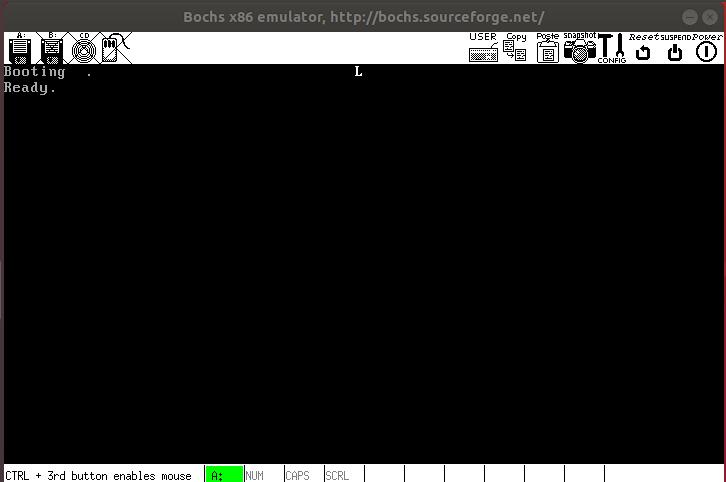 Bochs x86 emulator, http://bochs.sourceforge.net/
A: B: CD USER Copy Paste snapshot CONFIG Reset SUSPEND Power
Booting . L
Ready.
CTRL + 3rd button enables mouse A: NUM CAPS SCRL